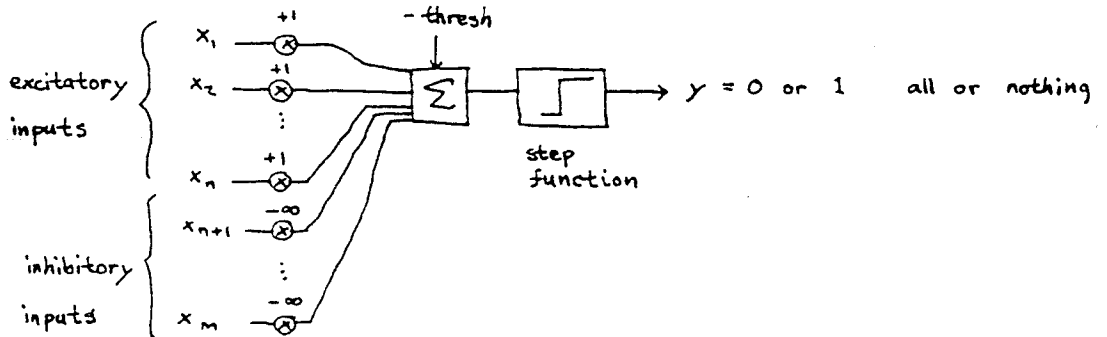 - thresh
+1
x1
excitatory
inputs
+1
x2
Σ
y = 0 or 1 all or nothing
step
function
+1
xn
-∞
xn+1
inhibitory
inputs
-∞
xm